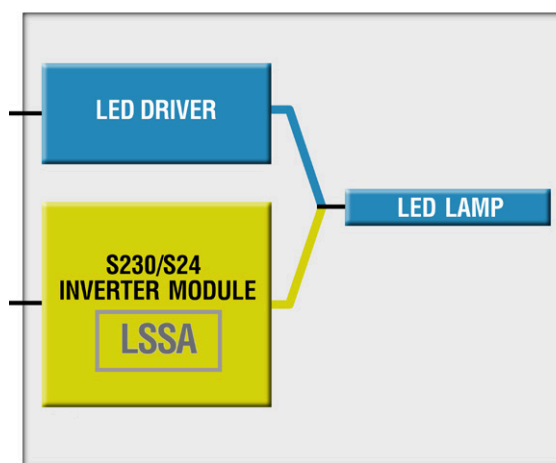 LED DRIVER
LED LAMP
S230/S24
INVERTER MODULE
LSSA